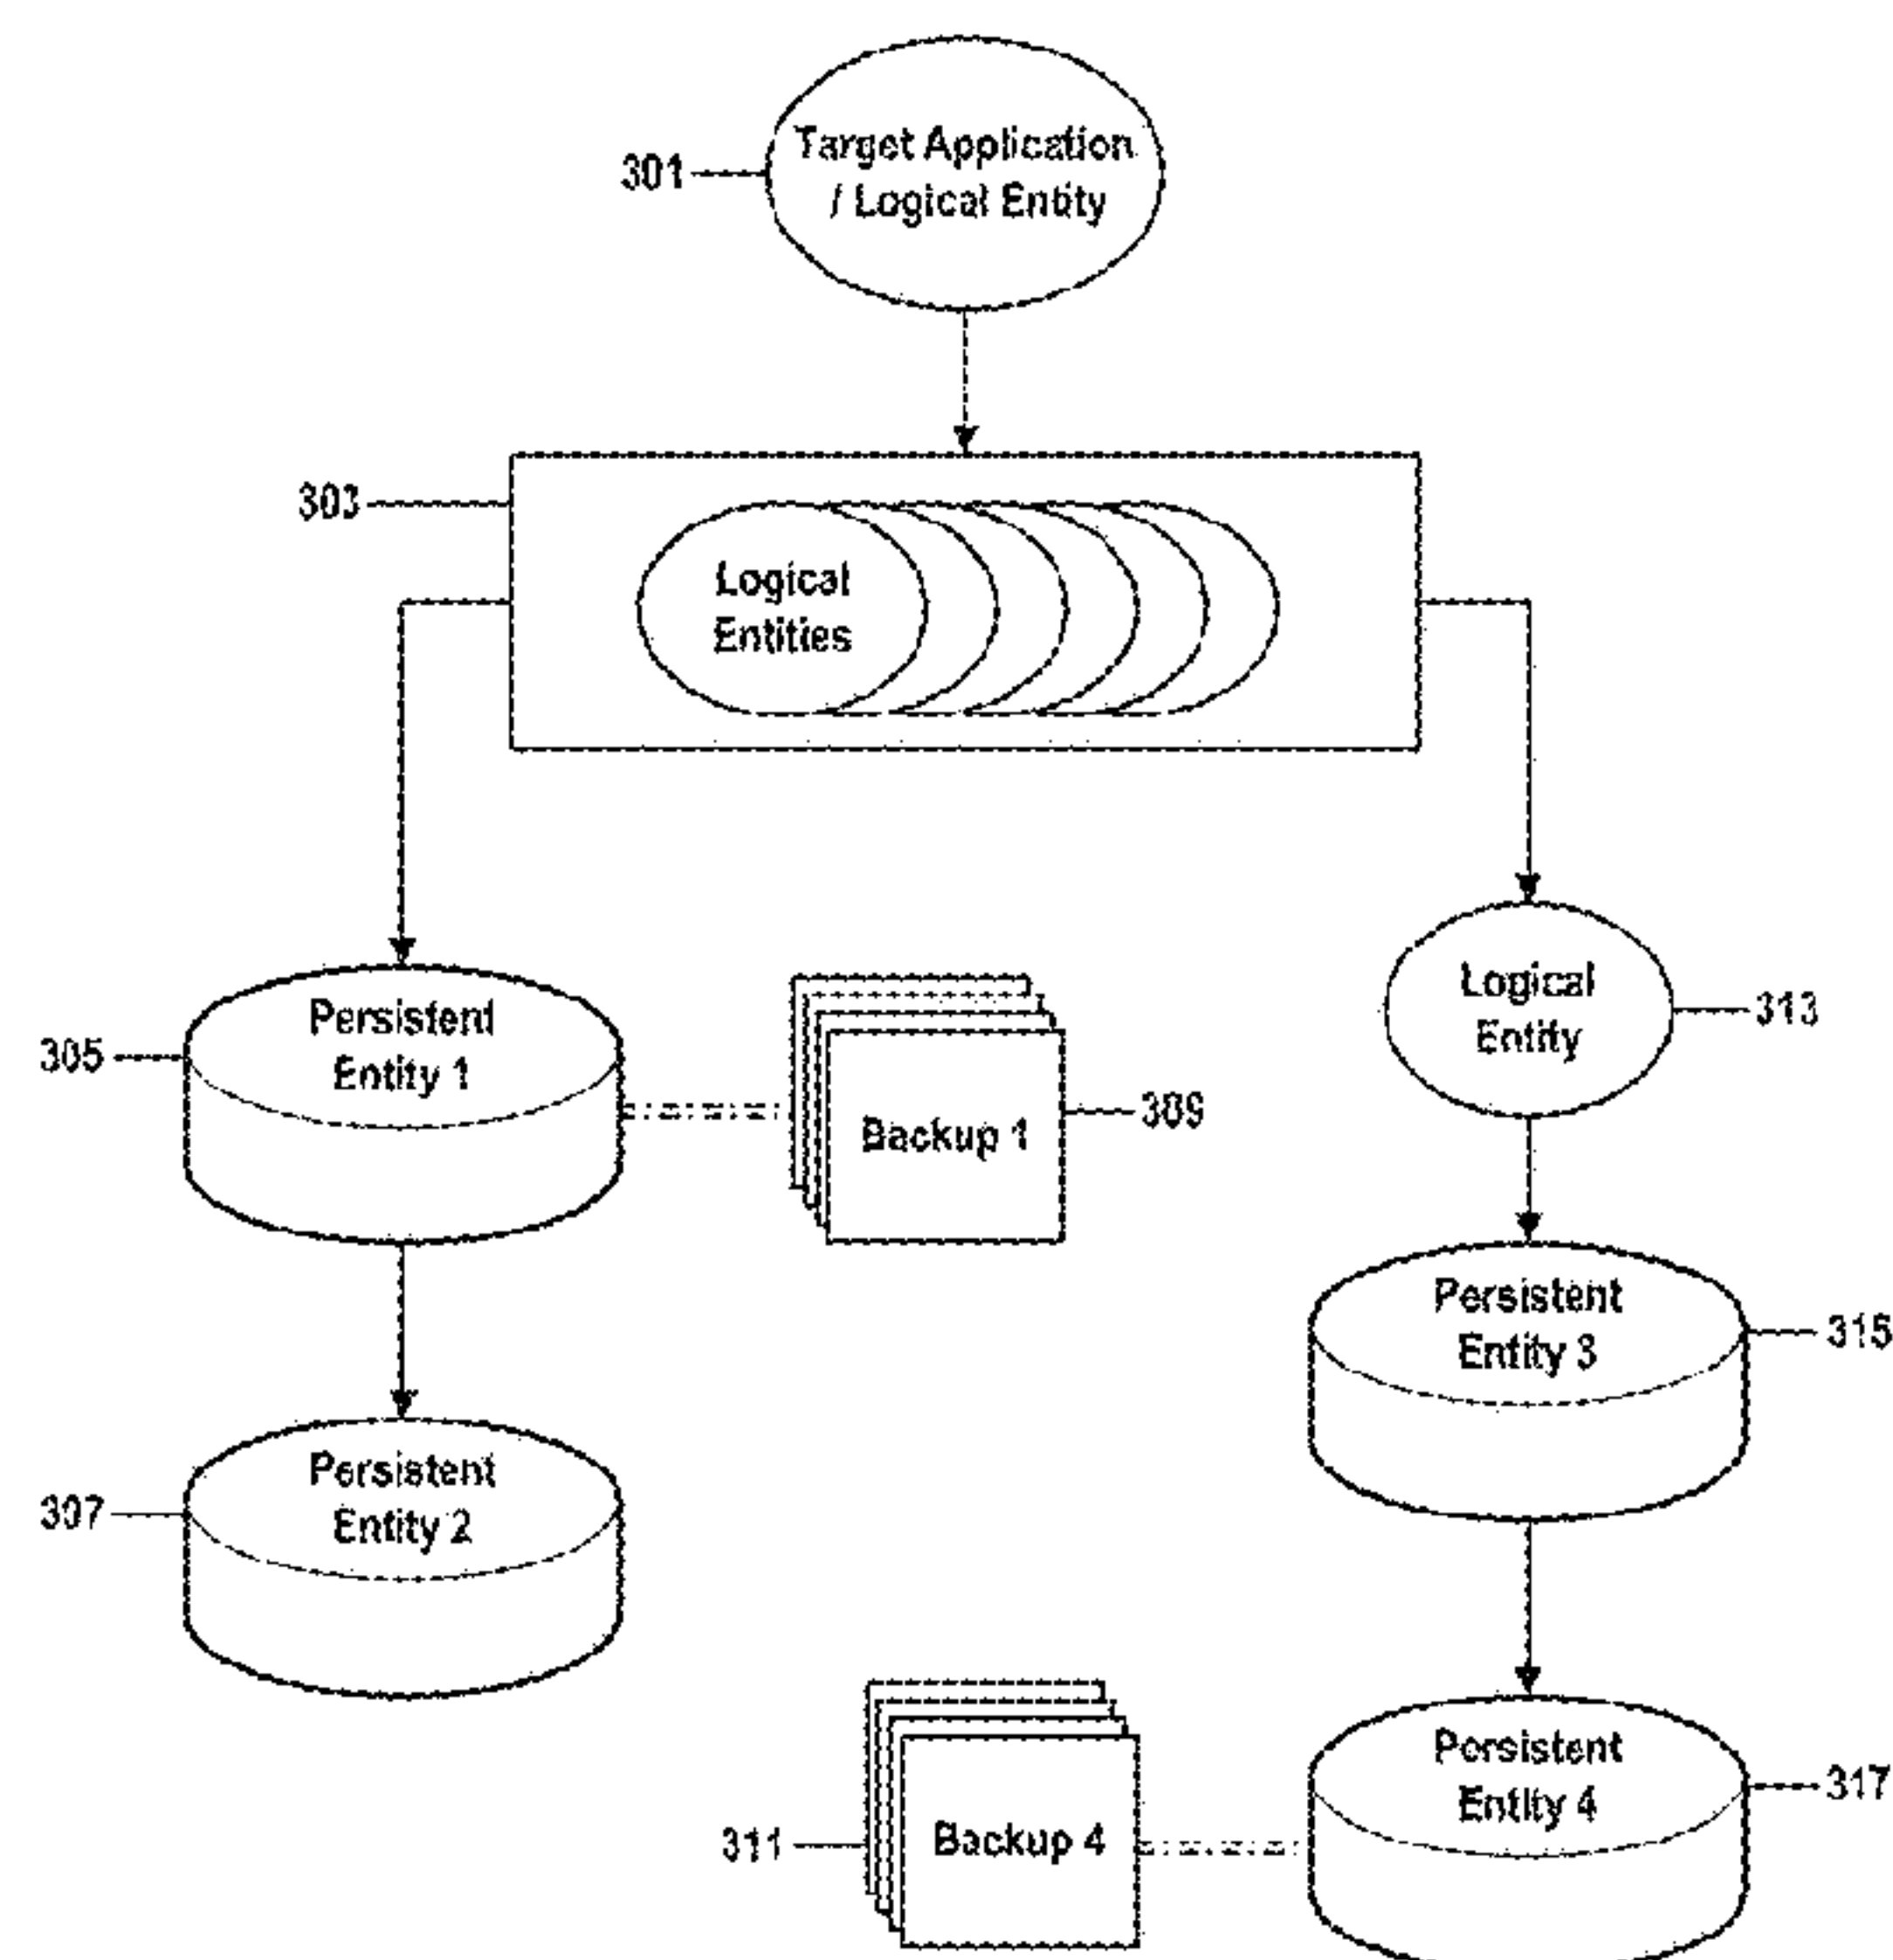 301
Target Application
/ Logical Entity
303
Logical
Entities
305
Persistent
Entity 1
Backup 1
309
Logical
Entity
313
307
Persistent
Entity 2
Persistent
Entity 3
315
311
Backup 4
Persistent
Entity 4
317